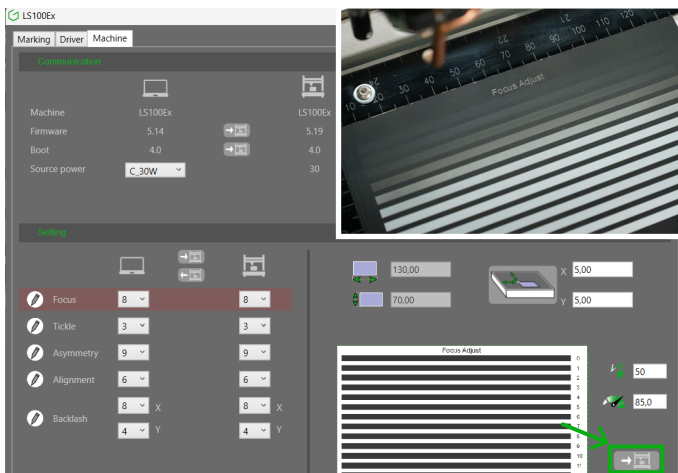 LS100Ex
Marking Driver Machine
Communication
Machine LS100Ex LS100Ex
Firmware 5.14 5.19
Boot 4.0 4.0
Source power C_30W 30
Setting
Focus 8 8
Tickle 3 3
Asymmetry 9 9
Alignment 6 6
Backlash 8 X 8 X
4 Y 4 Y
130,00
70,00
X 5,00
Y 5,00
Focus Adjust
0
1
2
3
4
5
6
7
8
9
10
11
50
85,0
10 20 30 40 50 60 70 80 90 100 110 120
Focus Adjust